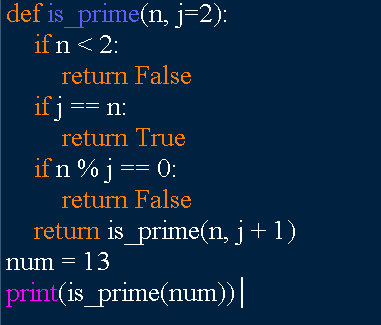 def is_prime(n, j=2):
    if n < 2:
        return False
    if j == n:
        return True
    if n % j == 0:
        return False
    return is_prime(n, j + 1)
num = 13
print(is_prime(num))